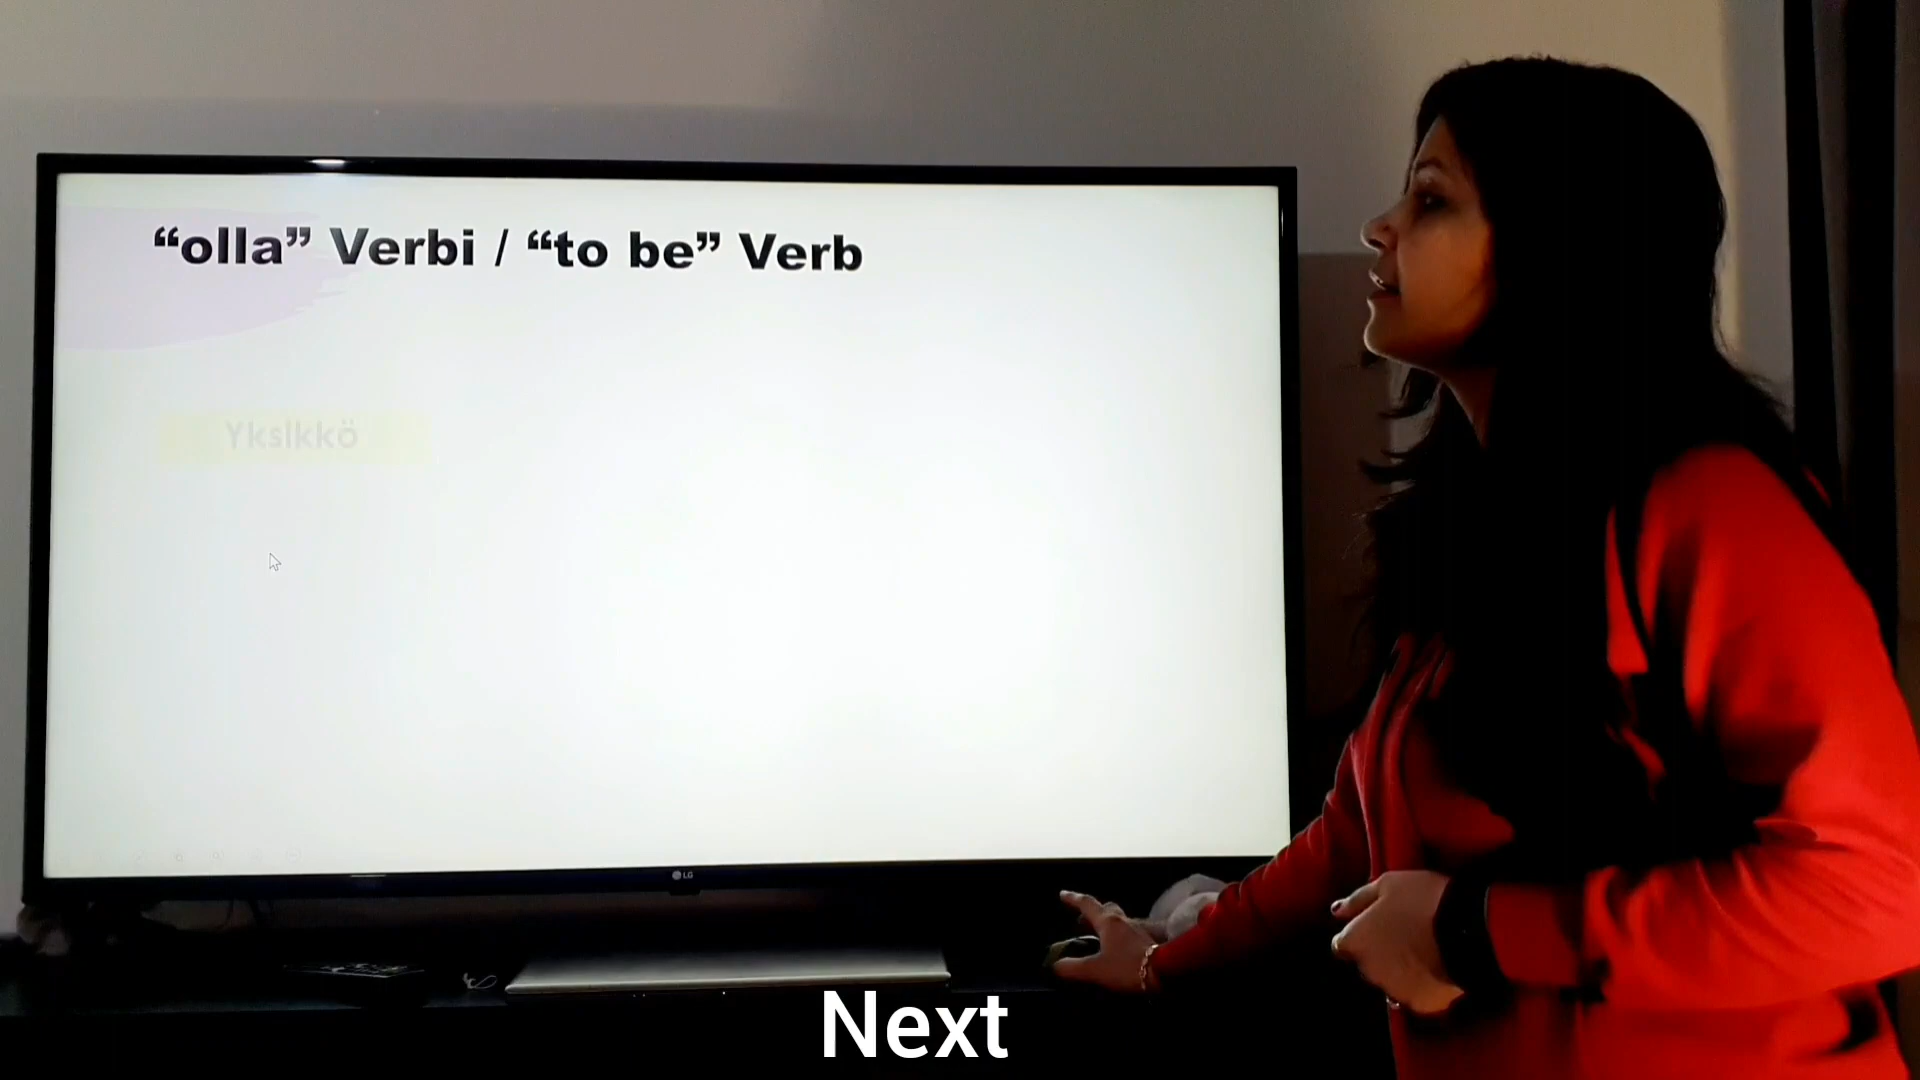 “olla” Verbi / “to be” Verb
Yksikkö
LG
Next